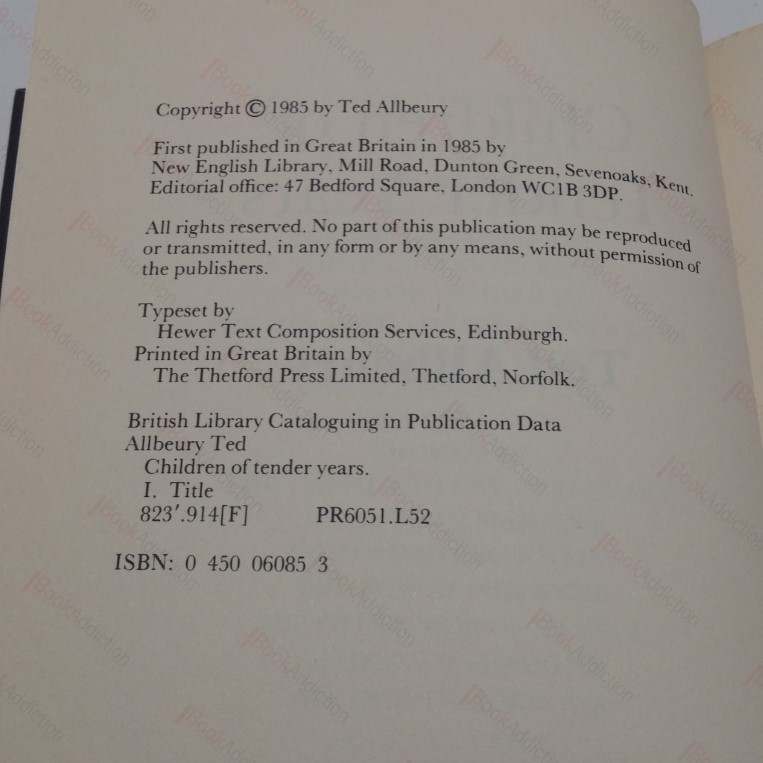 Copyright © 1985 by Ted Allbeury
First published in Great Britain in 1985 by
New English Library, Mill Road, Dunton Green, Sevenoaks, Kent.
Editorial office: 47 Bedford Square, London WC1B 3DP.
All rights reserved. No part of this publication may be reproduced
or transmitted, in any form or by any means, without permission of
the publishers.
Typeset by
Hewer Text Composition Services, Edinburgh.
Printed in Great Britain by
The Thetford Press Limited, Thetford, Norfolk.
British Library Cataloguing in Publication Data
Allbeury Ted
Children of tender years.
I. Title
823′.914[F] PR6051.L52
ISBN: 0 450 06085 3